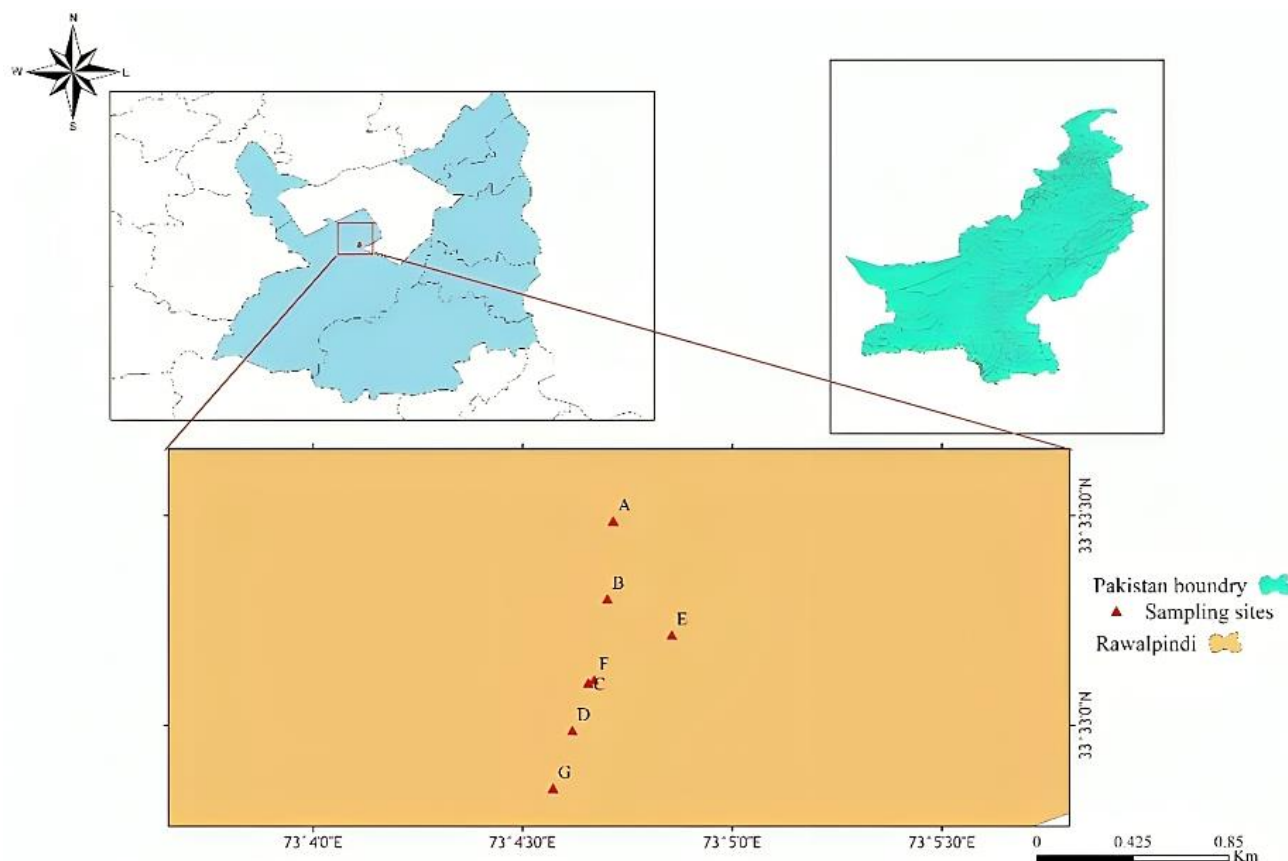 N
W
L
S
A
B
E
F
C
D
G
33°33'30"N
33°33'0"N
Pakistan boundry
Sampling sites
Rawalpindi
73°4'0"E
73°4'30"E
73°5'0"E
73°5'30"E
0
0.425
0.85
Km